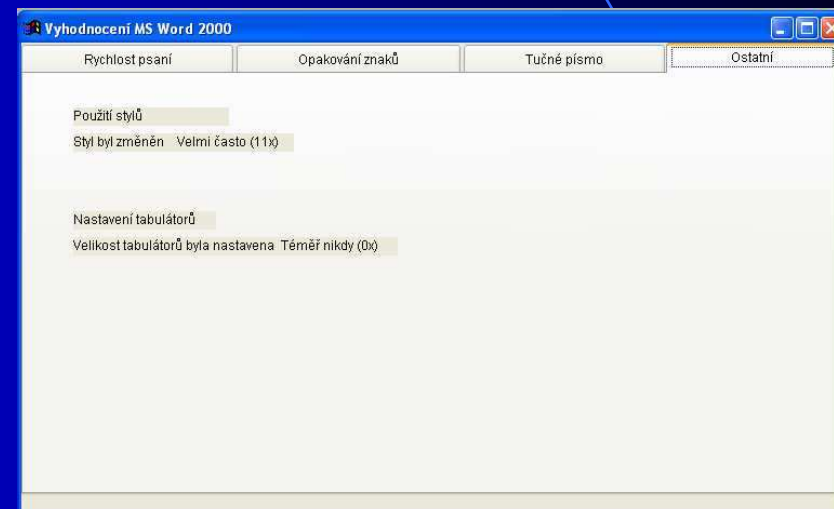 Vyhodnocení MS Word 2000
Rychlost psaní Opakování znaků Tučné písmo Ostatní
Použití stylů
Styl byl změněn Velmi často (11x)
Nastavení tabulátorů
Velikost tabulátorů byla nastavena Téměř nikdy (0x)